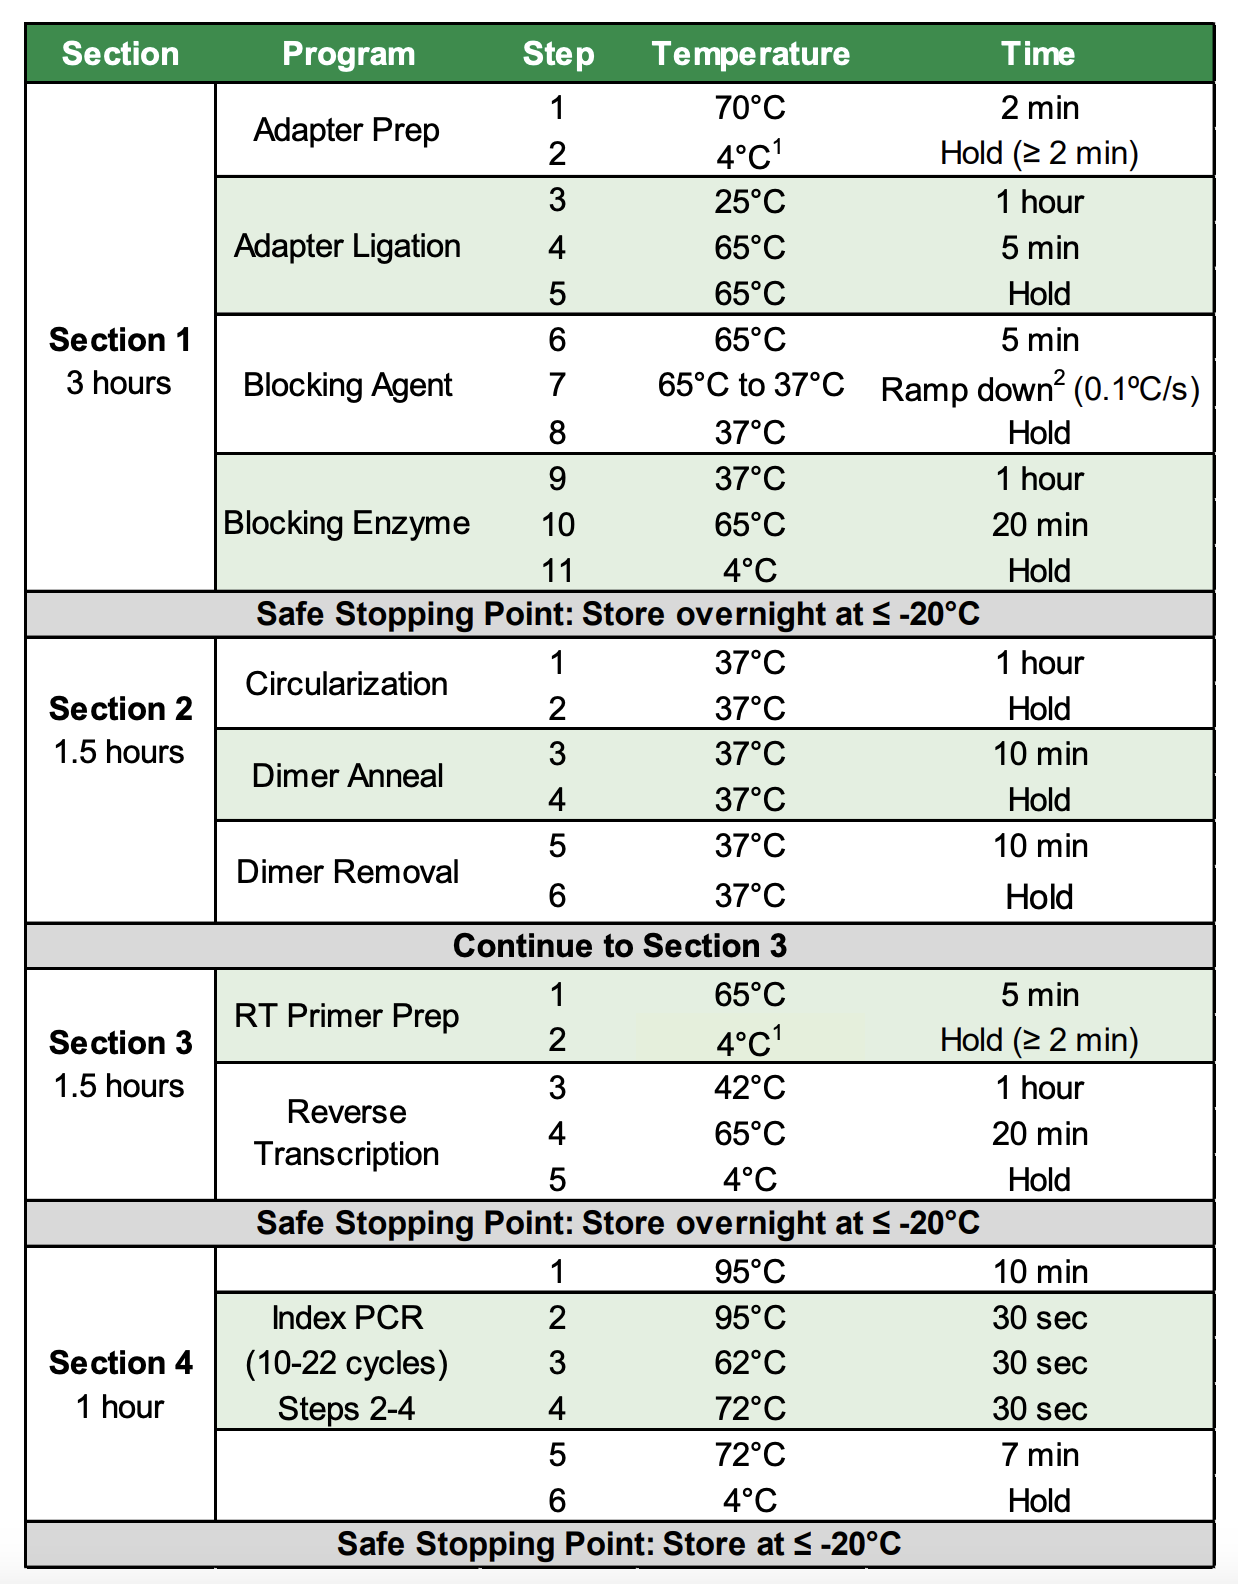 Section Program Step Temperature Time
Section 1
3 hours
Adapter Prep
1 70°C 2 min
2 4°C1 Hold (≥ 2 min)
Adapter Ligation
3 25°C 1 hour
4 65°C 5 min
5 65°C Hold
Blocking Agent
6 65°C 5 min
7 65°C to 37°C Ramp down2 (0.1ºC/s)
8 37°C Hold
Blocking Enzyme
9 37°C 1 hour
10 65°C 20 min
11 4°C Hold
Safe Stopping Point: Store overnight at ≤ -20°C
Section 2
1.5 hours
Circularization
1 37°C 1 hour
2 37°C Hold
Dimer Anneal
3 37°C 10 min
4 37°C Hold
Dimer Removal
5 37°C 10 min
6 37°C Hold
Continue to Section 3
Section 3
1.5 hours
RT Primer Prep
1 65°C 5 min
2 4°C1 Hold (≥ 2 min)
Reverse
Transcription
3 42°C 1 hour
4 65°C 20 min
5 4°C Hold
Safe Stopping Point: Store overnight at ≤ -20°C
Section 4
1 hour
1 95°C 10 min
Index PCR 2 95°C 30 sec
(10-22 cycles) 3 62°C 30 sec
Steps 2-4 4 72°C 30 sec
5 72°C 7 min
6 4°C Hold
Safe Stopping Point: Store at ≤ -20°C